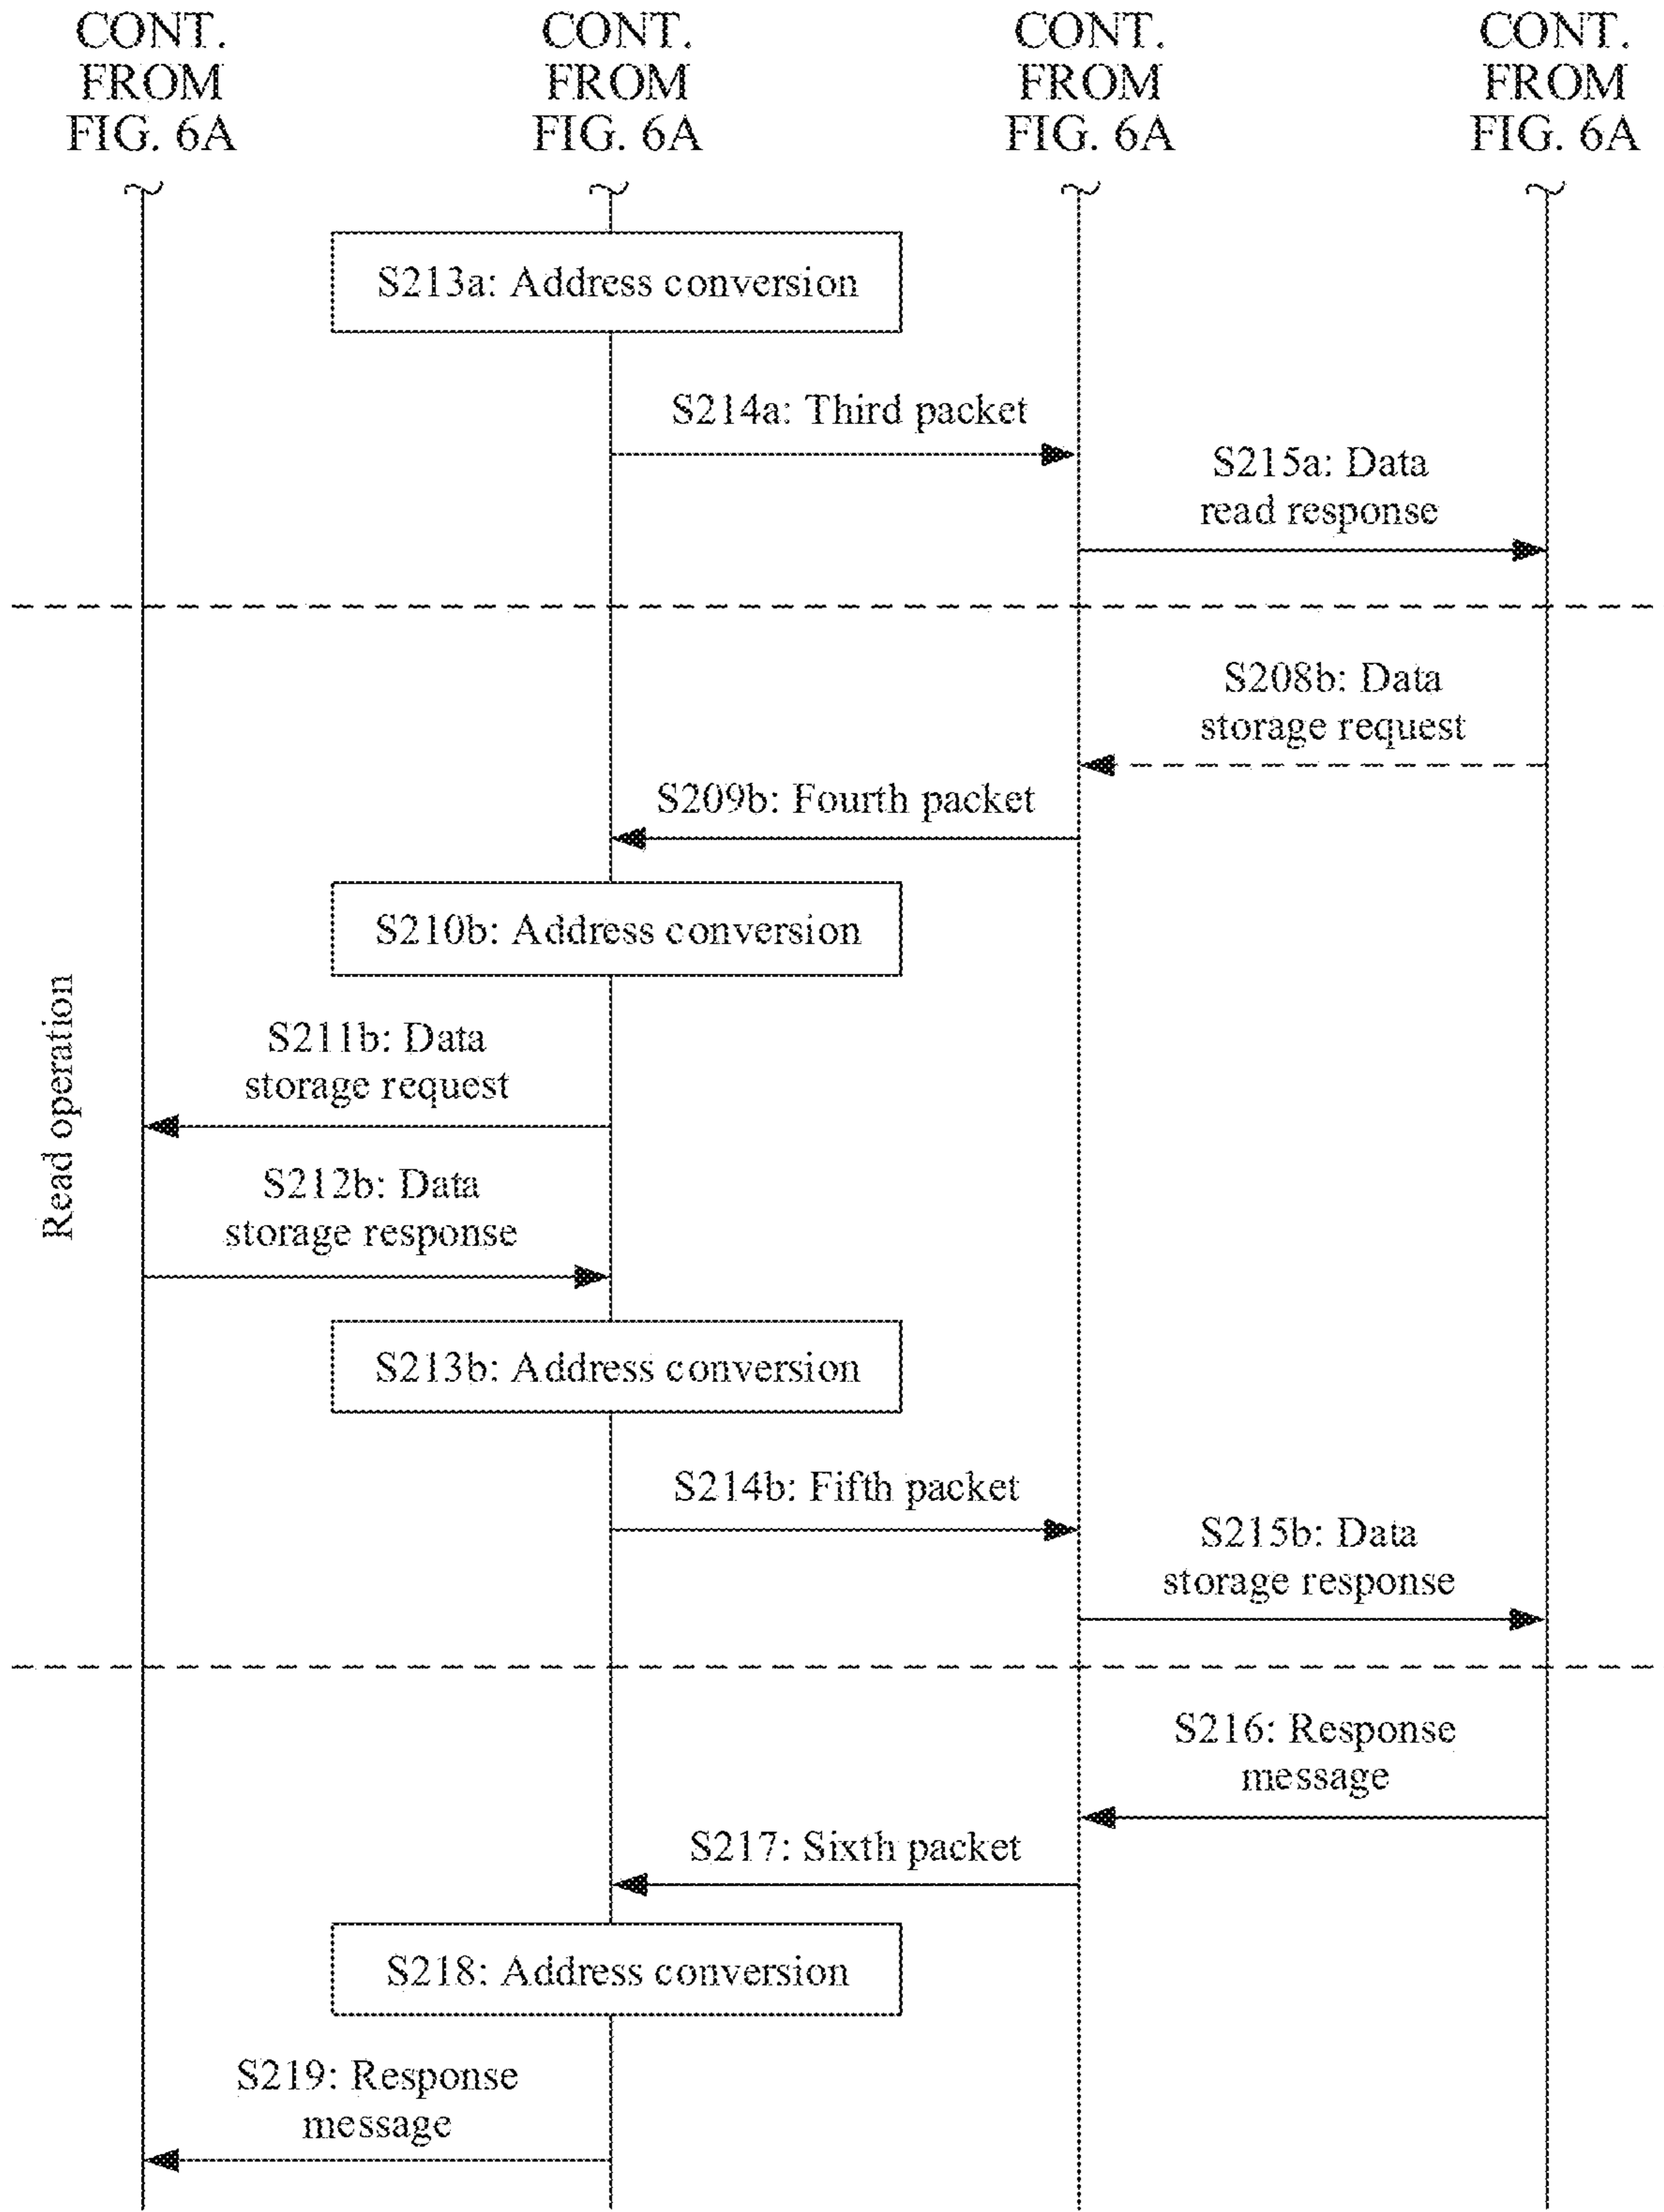 CONT.
FROM
FIG. 6A
CONT.
FROM
FIG. 6A
CONT.
FROM
FIG. 6A
CONT.
FROM
FIG. 6A
S213a: Address conversion
S214a: Third packet
S215a: Data
read response
S208b: Data
storage request
S209b: Fourth packet
S210b: Address conversion
Read operation
S211b: Data
storage request
S212b: Data
storage response
S213b: Address conversion
S214b: Fifth packet
S215b: Data
storage response
S216: Response
message
S217: Sixth packet
S218: Address conversion
S219: Response
message